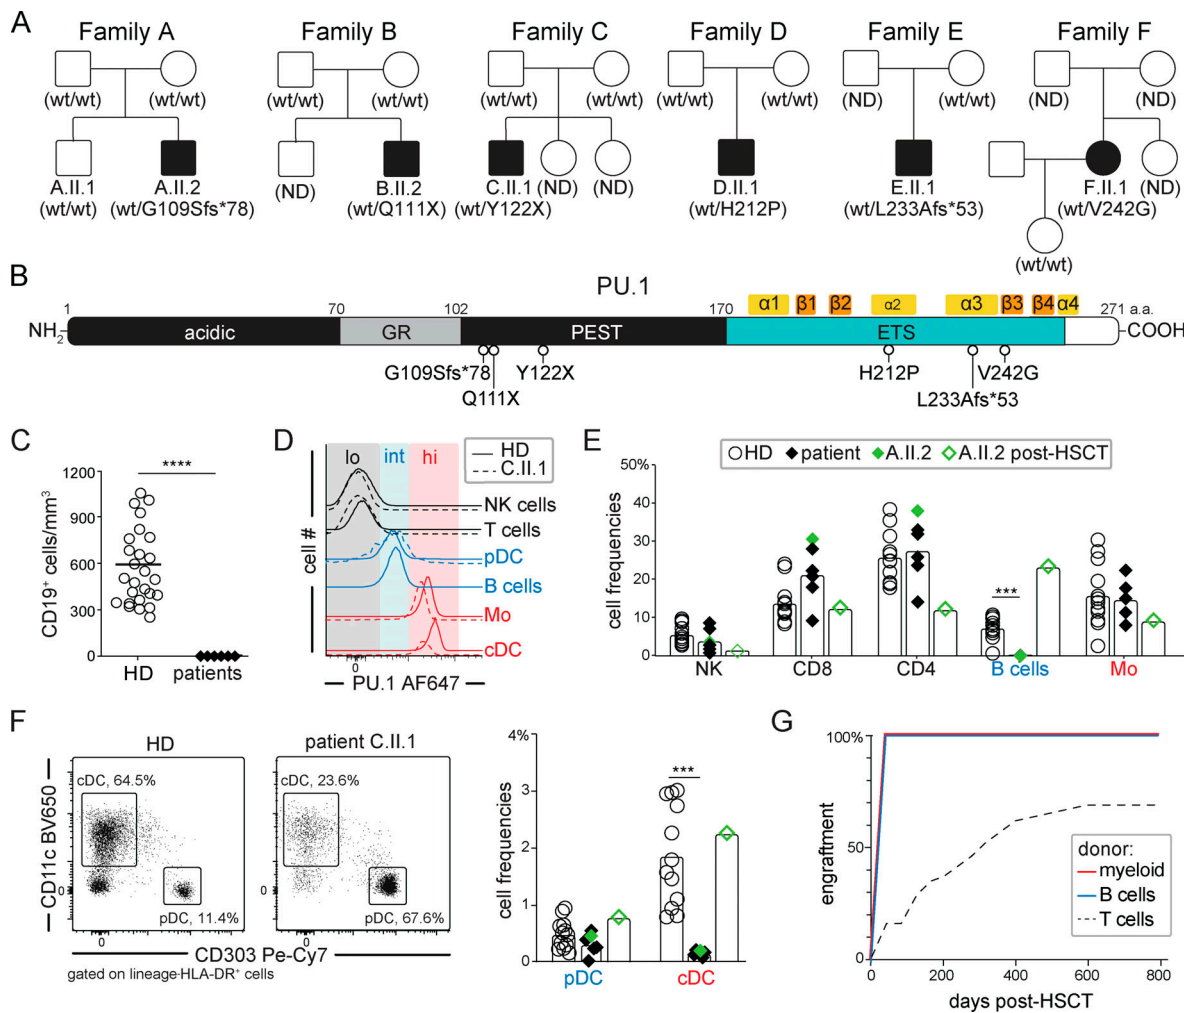 A
Family A
Family B
Family C
Family D
Family E
Family F
(wt/wt) (wt/wt) (wt/wt) (wt/wt) (wt/wt) (wt/wt) (wt/wt) (wt/wt) (wt/wt) (wt/wt) (ND) (ND)
A.II.1
(wt/wt)
A.II.2
(wt/G109Sfs*78)
(ND)
B.II.2
(wt/Q111X)
C.II.1
(wt/Y122X)
(ND)
(ND)
D.II.1
(wt/H212P)
E.II.1
(wt/L233Afs*53)
F.II.1
(wt/V242G)
(ND)
(wt/wt)
B
PU.1
α1 β1 β2 α2 α3 β3 β4 α4
1 70 102 170 271 a.a.
NH2 acidic GR PEST ETS COOH
G109Sfs*78 Y122X H212P V242G
Q111X L233Afs*53
C
****
CD19+ cells/mm3
1200
900
600
300
0
HD patients
D
HD
C.II.1
lo int hi
NK cells
T cells
pDC
B cells
Mo
cDC
cell #
0
PU.1 AF647
E
HD patient A.II.2 A.II.2 post-HSCT
cell frequencies
50%
40
30
20
10
0
***
NK CD8 CD4 B cells Mo
F
HD
patient C.II.1
cDC, 64.5%
pDC, 11.4%
cDC, 23.6%
pDC, 67.6%
CD11c BV650
0
0
0
0
CD303 Pe-Cy7
gated on lineage-HLA-DR+ cells
cell frequencies
4%
3
2
1
0
***
pDC cDC
G
engraftment
100%
50
0
donor:
myeloid
B cells
T cells
0 200 400 600 800
days post-HSCT